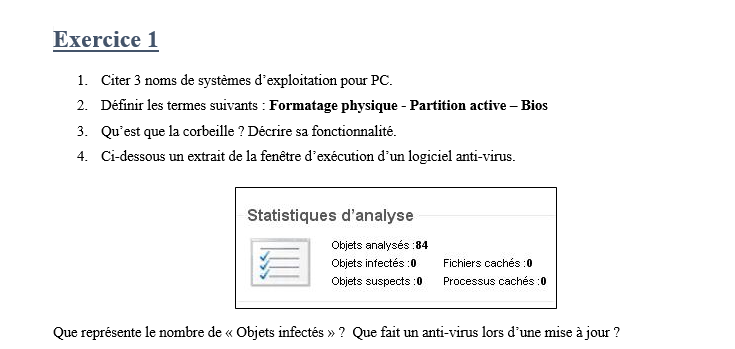 Exercice 1
1. Citer 3 noms de systèmes d'exploitation pour PC.
2. Définir les termes suivants : Formatage physique - Partition active – Bios
3. Qu'est que la corbeille ? Décrire sa fonctionnalité.
4. Ci-dessous un extrait de la fenêtre d'exécution d'un logiciel anti-virus.
Statistiques d'analyse
Objets analysés :84
Objets infectés :0 Fichiers cachés :0
Objets suspects :0 Processus cachés :0
Que représente le nombre de « Objets infectés » ? Que fait un anti-virus lors d'une mise à jour ?